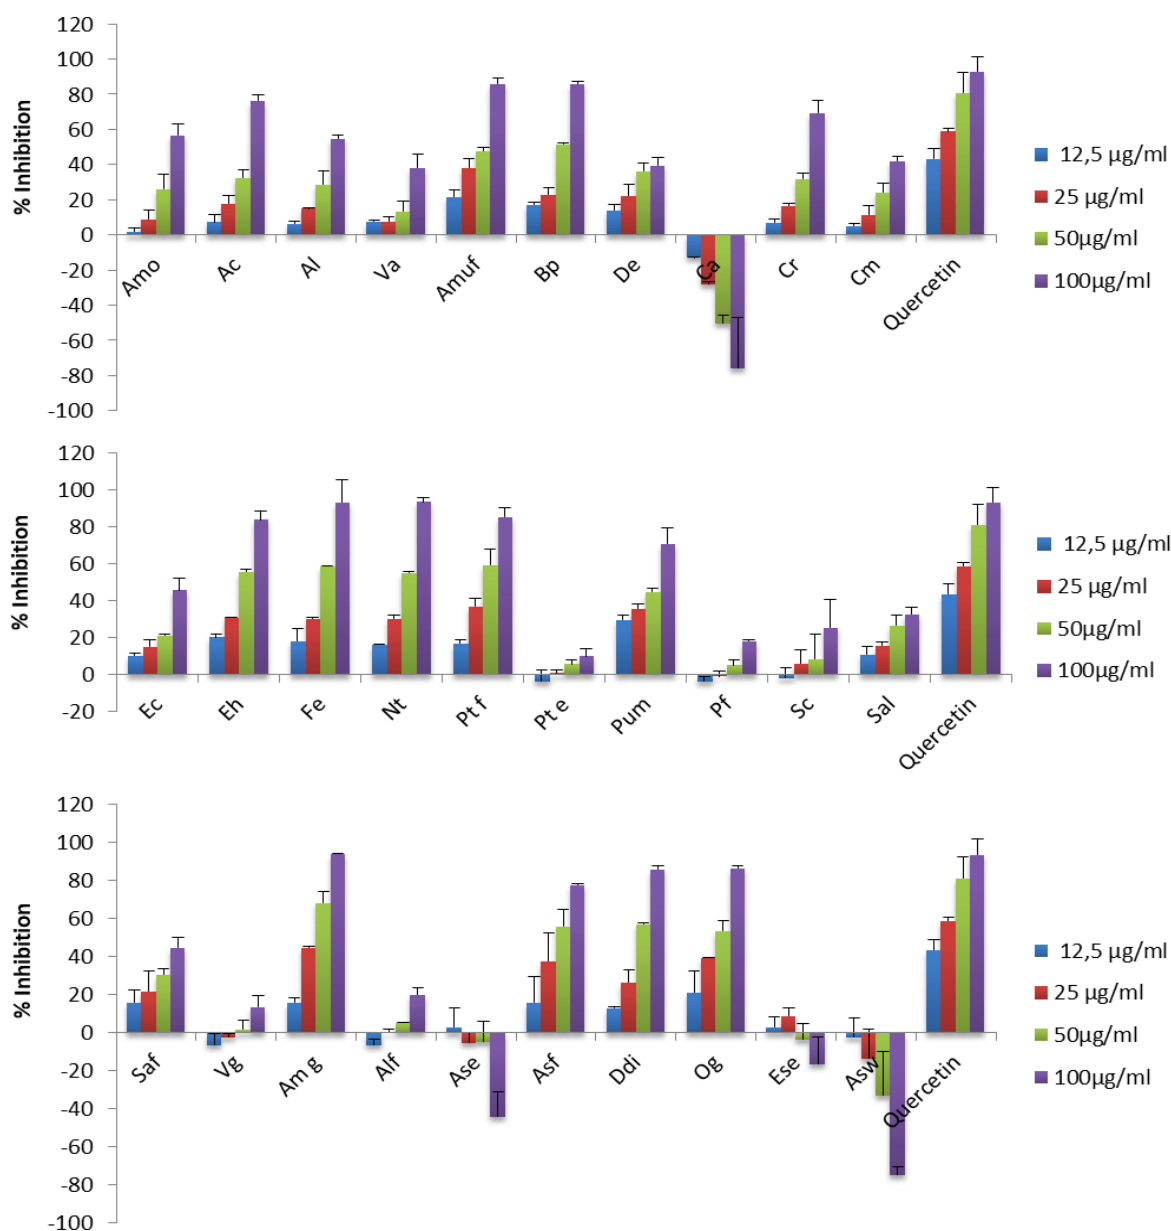 120
100
80
60
40
20
0
-20
-40
-60
-80
-100
% Inhibition
Amo Ac Al Va Amuf Bp De Ca Cr Cm Quercetin
12,5 µg/ml
25 µg/ml
50µg/ml
100µg/ml
120
100
80
60
40
20
0
-20
% Inhibition
Ec Eh Fe Nt Pt f Pt e Pum Pf Sc Sal Quercetin
12,5 µg/ml
25 µg/ml
50µg/ml
100µg/ml
120
100
80
60
40
20
0
-20
-40
-60
-80
-100
% Inhibition
Saf Vg Am g Alf Ase Asf Ddi Og Ese Asw Quercetin
12,5 µg/ml
25 µg/ml
50µg/ml
100µg/ml